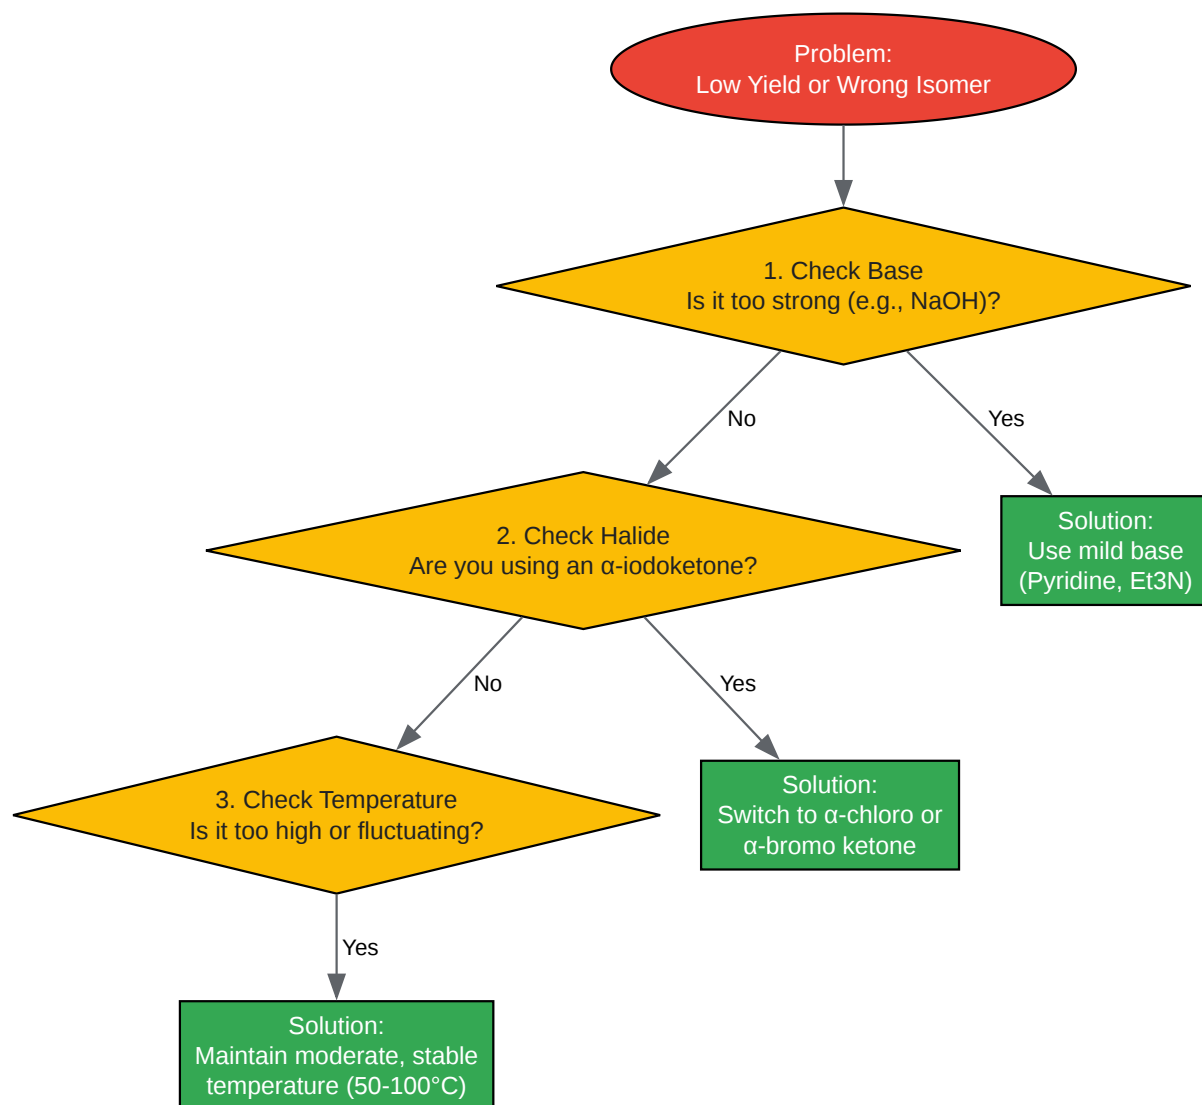 Problem:
Low Yield or Wrong Isomer
1. Check Base
Is it too strong (e.g., NaOH)?
No
Yes
2. Check Halide
Are you using an α-iodoketone?
Solution:
Use mild base
(Pyridine, Et3N)
No
Yes
3. Check Temperature
Is it too high or fluctuating?
Solution:
Switch to α-chloro or
α-bromo ketone
Yes
Solution:
Maintain moderate, stable
temperature (50-100°C)